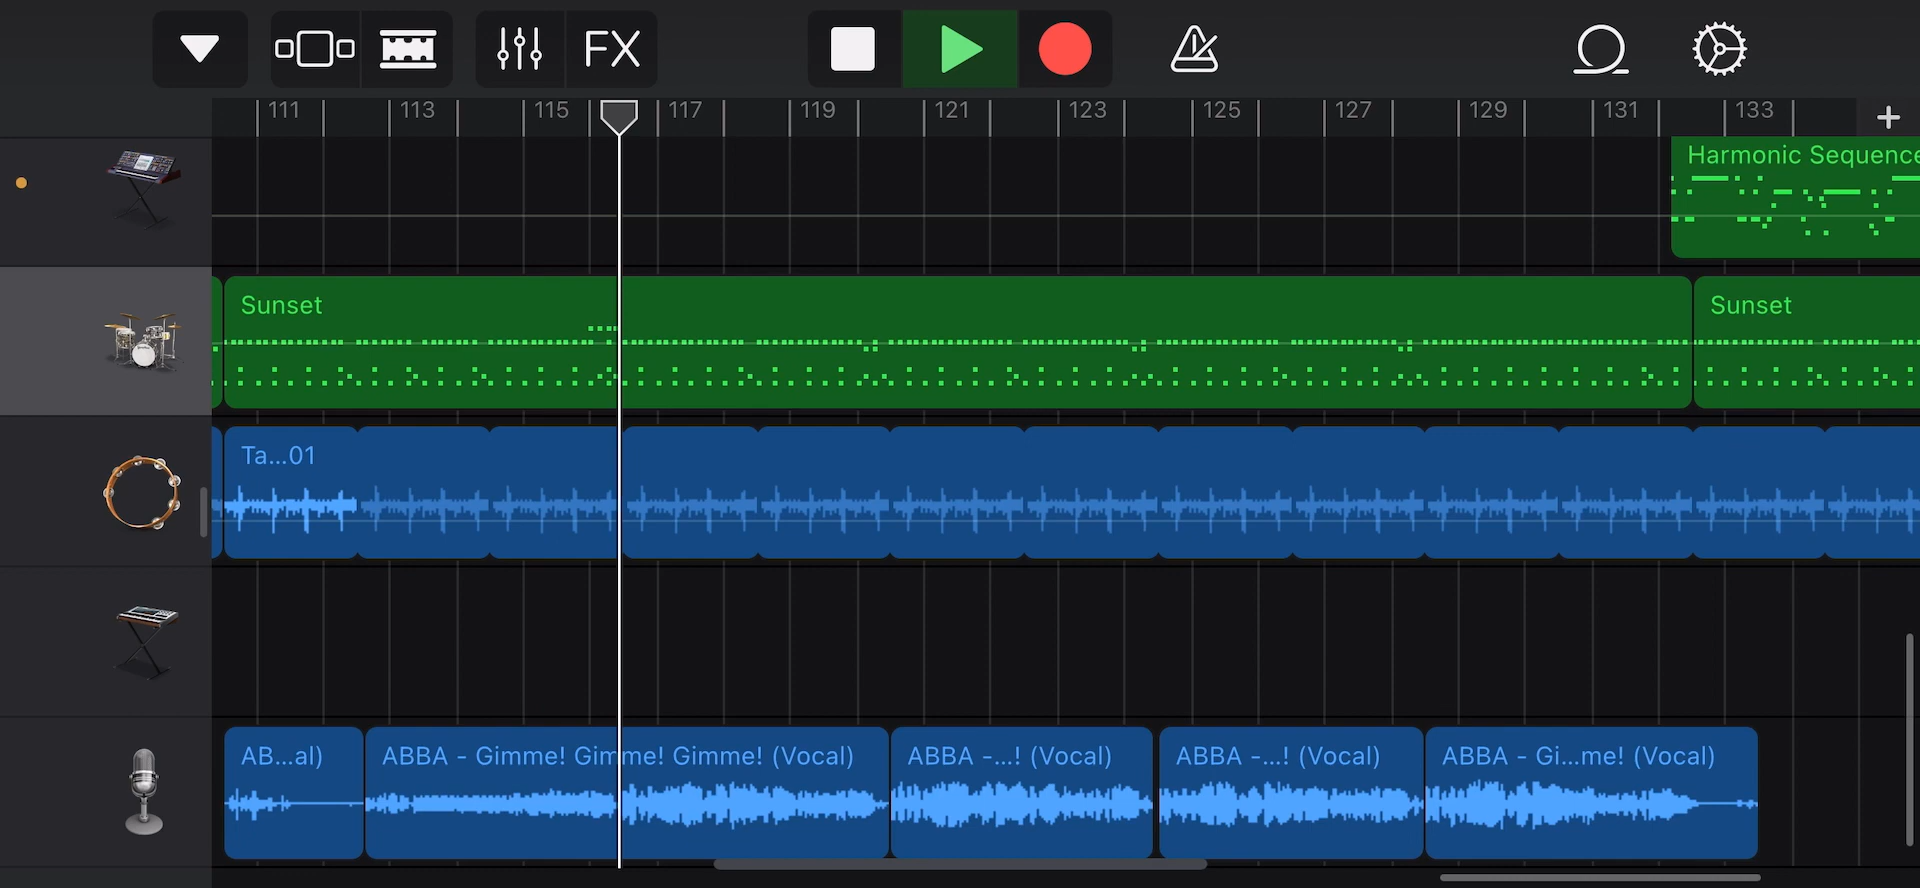 FX
111 113 115 117 119 121 123 125 127 129 131 133
Harmonic Sequence
Sunset Sunset
Ta...01
AB...al) ABBA - Gimme! Gimme! Gimme! (Vocal) ABBA -...! (Vocal) ABBA -...! (Vocal) ABBA - Gi...me! (Vocal)